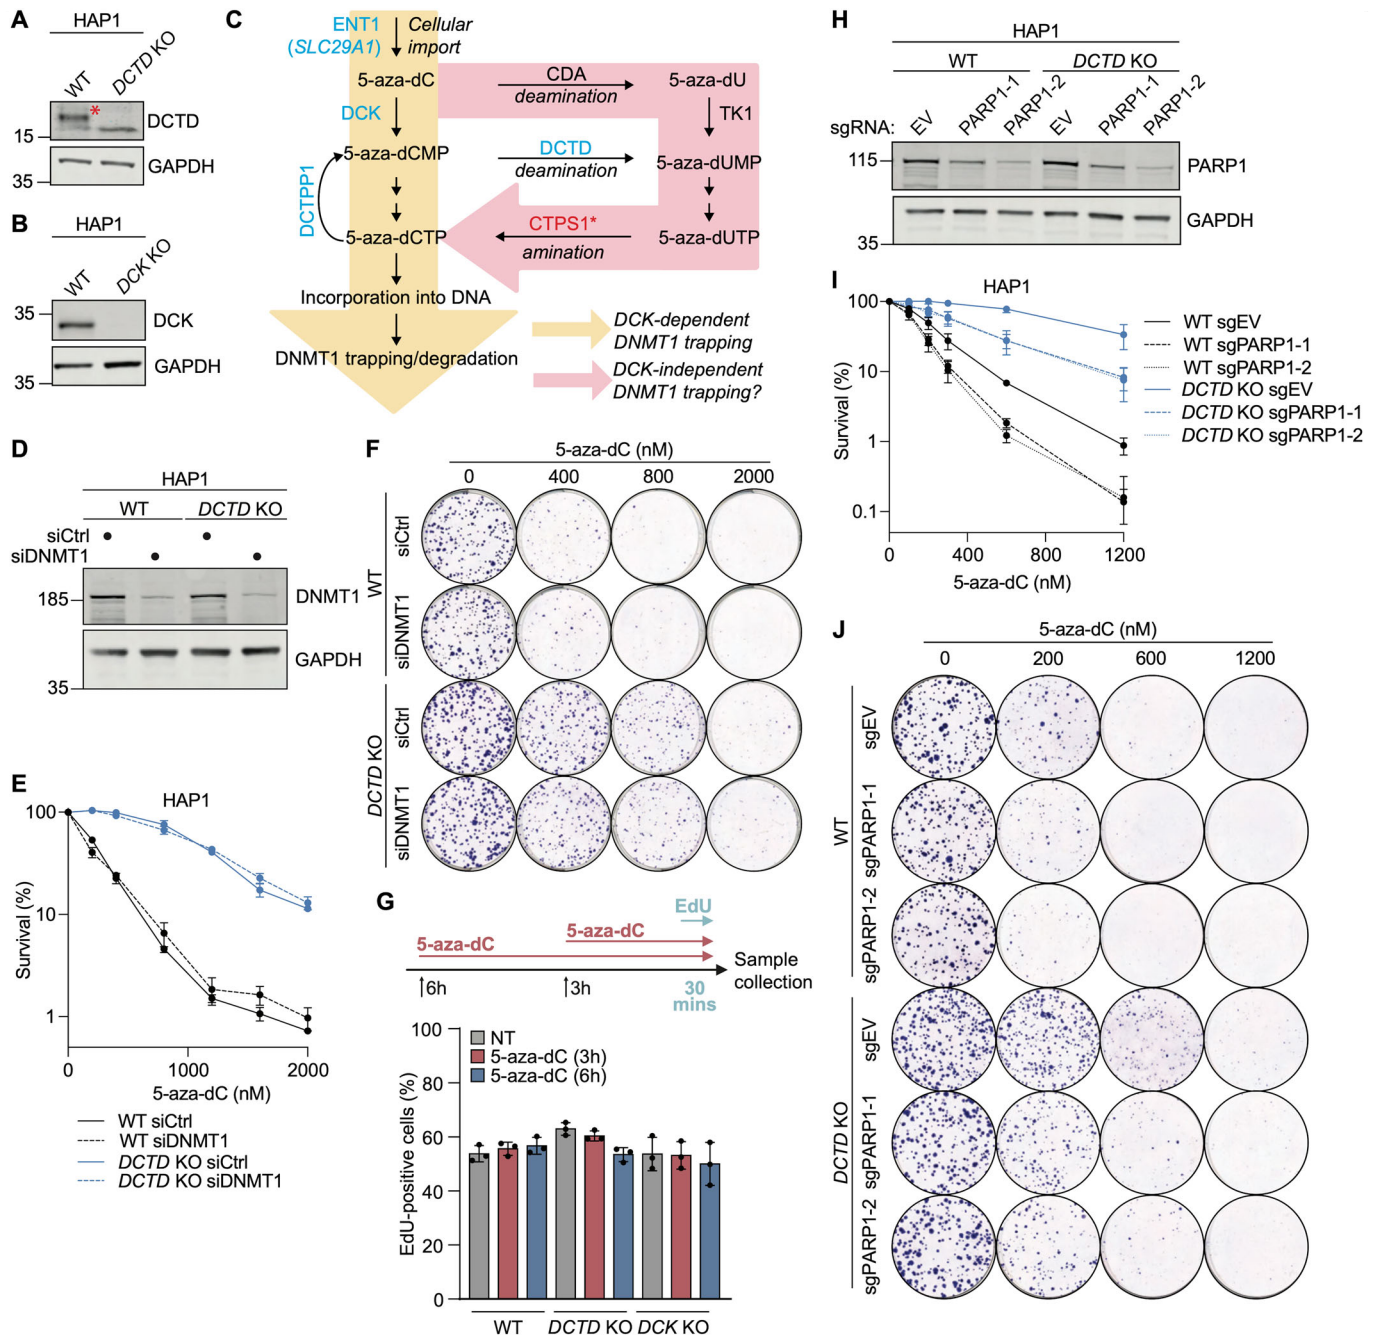 A
HAP1
WT
DCTD KO
*
DCTD
15
GAPDH
35
B
HAP1
WT
DCK KO
35
DCK
GAPDH
35
C
ENT1
(SLC29A1)
Cellular
import
5-aza-dC
CDA
deamination
5-aza-dU
DCK
TK1
5-aza-dCMP
DCTD
deamination
5-aza-dUMP
DCTPP1
CTPS1*
amination
5-aza-dCTP
5-aza-dUTP
Incorporation into DNA
DNMT1 trapping/degradation
DCK-dependent
DNMT1 trapping
DCK-independent
DNMT1 trapping?
D
HAP1
WT
DCTD KO
siCtrl
siDNMT1
185
DNMT1
GAPDH
35
E
HAP1
Survival (%)
100
10
1
0
1000
2000
5-aza-dC (nM)
WT siCtrl
WT siDNMT1
DCTD KO siCtrl
DCTD KO siDNMT1
F
5-aza-dC (nM)
0
400
800
2000
WT
siCtrl
siDNMT1
DCTD KO
siCtrl
siDNMT1
G
EdU
5-aza-dC
5-aza-dC
Sample
collection
6h
3h
30
mins
EdU-positive cells (%)
100
80
60
40
20
0
NT
5-aza-dC (3h)
5-aza-dC (6h)
WT
DCTD KO
DCK KO
H
HAP1
WT
DCTD KO
sgRNA:
EV
PARP1-1
PARP1-2
EV
PARP1-1
PARP1-2
115
PARP1
GAPDH
35
I
HAP1
Survival (%)
100
10
1
0.1
0
400
800
1200
5-aza-dC (nM)
WT sgEV
WT sgPARP1-1
WT sgPARP1-2
DCTD KO sgEV
DCTD KO sgPARP1-1
DCTD KO sgPARP1-2
J
5-aza-dC (nM)
0
200
600
1200
WT
sgEV
sgPARP1-1
sgPARP1-2
DCTD KO
sgEV
sgPARP1-1
sgPARP1-2